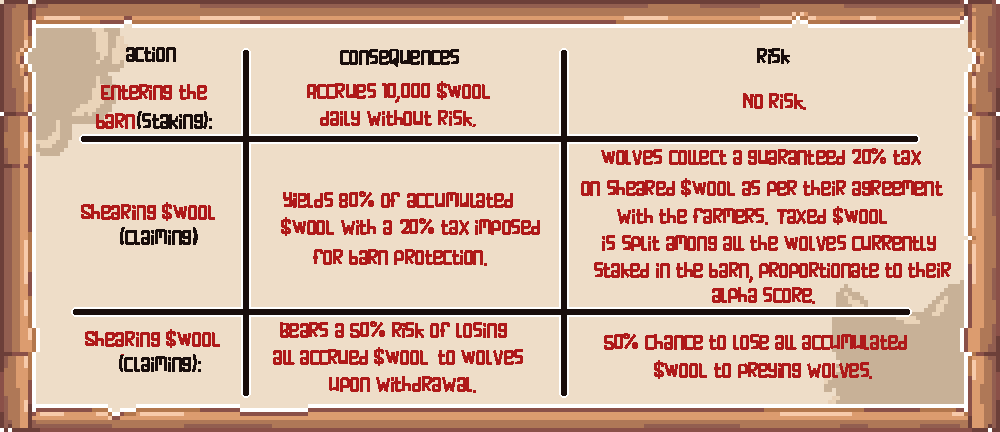 Action
Consequences
Risk
Entering the
barn(Staking):
Accrues 10,000 $WOOL
daily without risk.
No Risk.
Shearing $WOOL
(Claiming)
Yields 80% of accumulated
$WOOL with a 20% tax imposed
for barn protection.
Wolves collect a guaranteed 20% tax
on sheared $WOOL as per their agreement
with the farmers. Taxed $WOOL
is split among all the wolves currently
staked in the barn, proportionate to their
alpha score.
Shearing $WOOL
(Claiming):
Bears a 50% risk of losing
all accrued $WOOL to wolves
upon withdrawal.
50% chance to lose all accumulated
$WOOL to preying wolves.